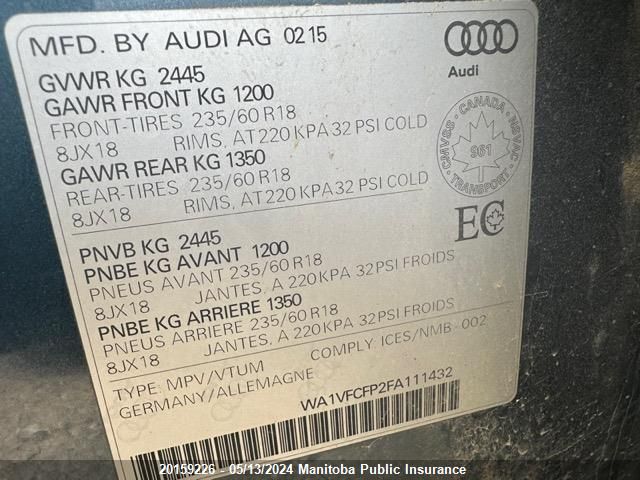 MFD. BY AUDI AG 0215
Audi
GVWR KG 2445
GAWR FRONT KG 1200
FRONT-TIRES 235/60 R18
8JX18 RIMS, AT 220 KPA 32 PSI COLD
GAWR REAR KG 1350
REAR-TIRES 235/60 R18
8JX18 RIMS, AT 220 KPA 32 PSI COLD
CMVSS - CANADA - NSVAC
961
TRANSPORT
EC
PNVB KG 2445
PNBE KG AVANT 1200
PNEUS AVANT 235/60 R18
8JX18 JANTES, A 220 KPA 32 PSI FROIDS
PNBE KG ARRIERE 1350
PNEUS ARRIERE 235/60 R18
8JX18 JANTES, A 220 KPA 32 PSI FROIDS
TYPE: MPV/VTUM COMPLY: ICES/NMB-002
GERMANY/ALLEMAGNE
WA1VFCFP2FA111432
20159226 - 05/13/2024 Manitoba Public Insurance